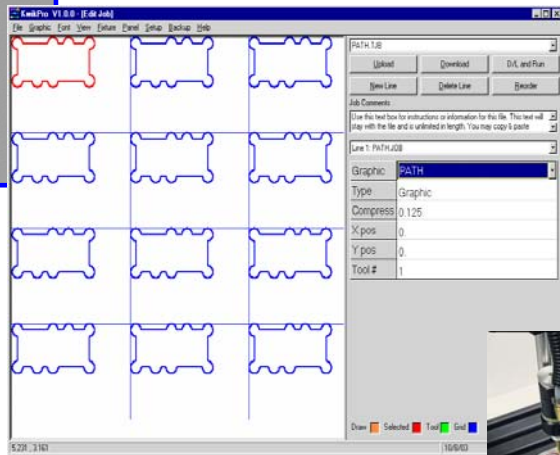 KwikPro V1.0.0 - [Edit Job]
File Graphic Font View Fixture Panel Setup Backup Help
PATH.TJB
Upload Download D/L and Run
New Line Delete Line Reorder
Job Comments
Use this text box for instructions or information for this file. This text will
stay with the file and is unlimited in length. You may copy & paste
Line 1: PATH.JOB
Graphic PATH
Type Graphic
Compress 0.125
X pos 0.
Y pos 0.
Tool # 1
Draw Selected Tool Grid
5.231 , 3.161 10/8/03